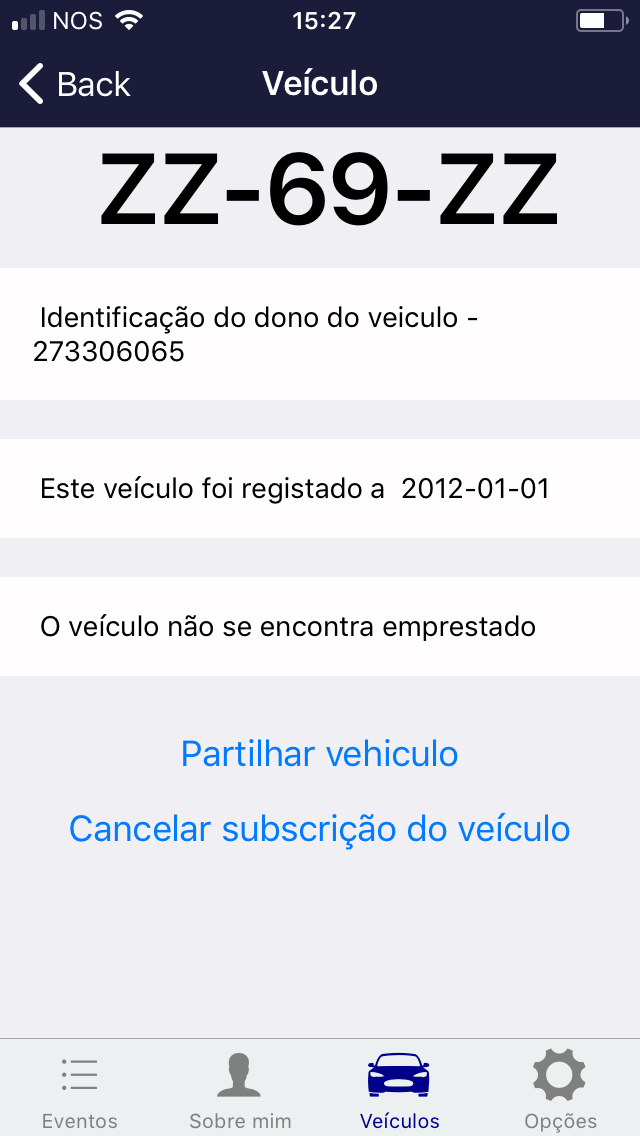 NOS 15:27
Back Veículo
ZZ-69-ZZ
Identificação do dono do veiculo -
273306065
Este veículo foi registado a 2012-01-01
O veículo não se encontra emprestado
Partilhar vehiculo
Cancelar subscrição do veículo
Eventos Sobre mim Veículos Opções